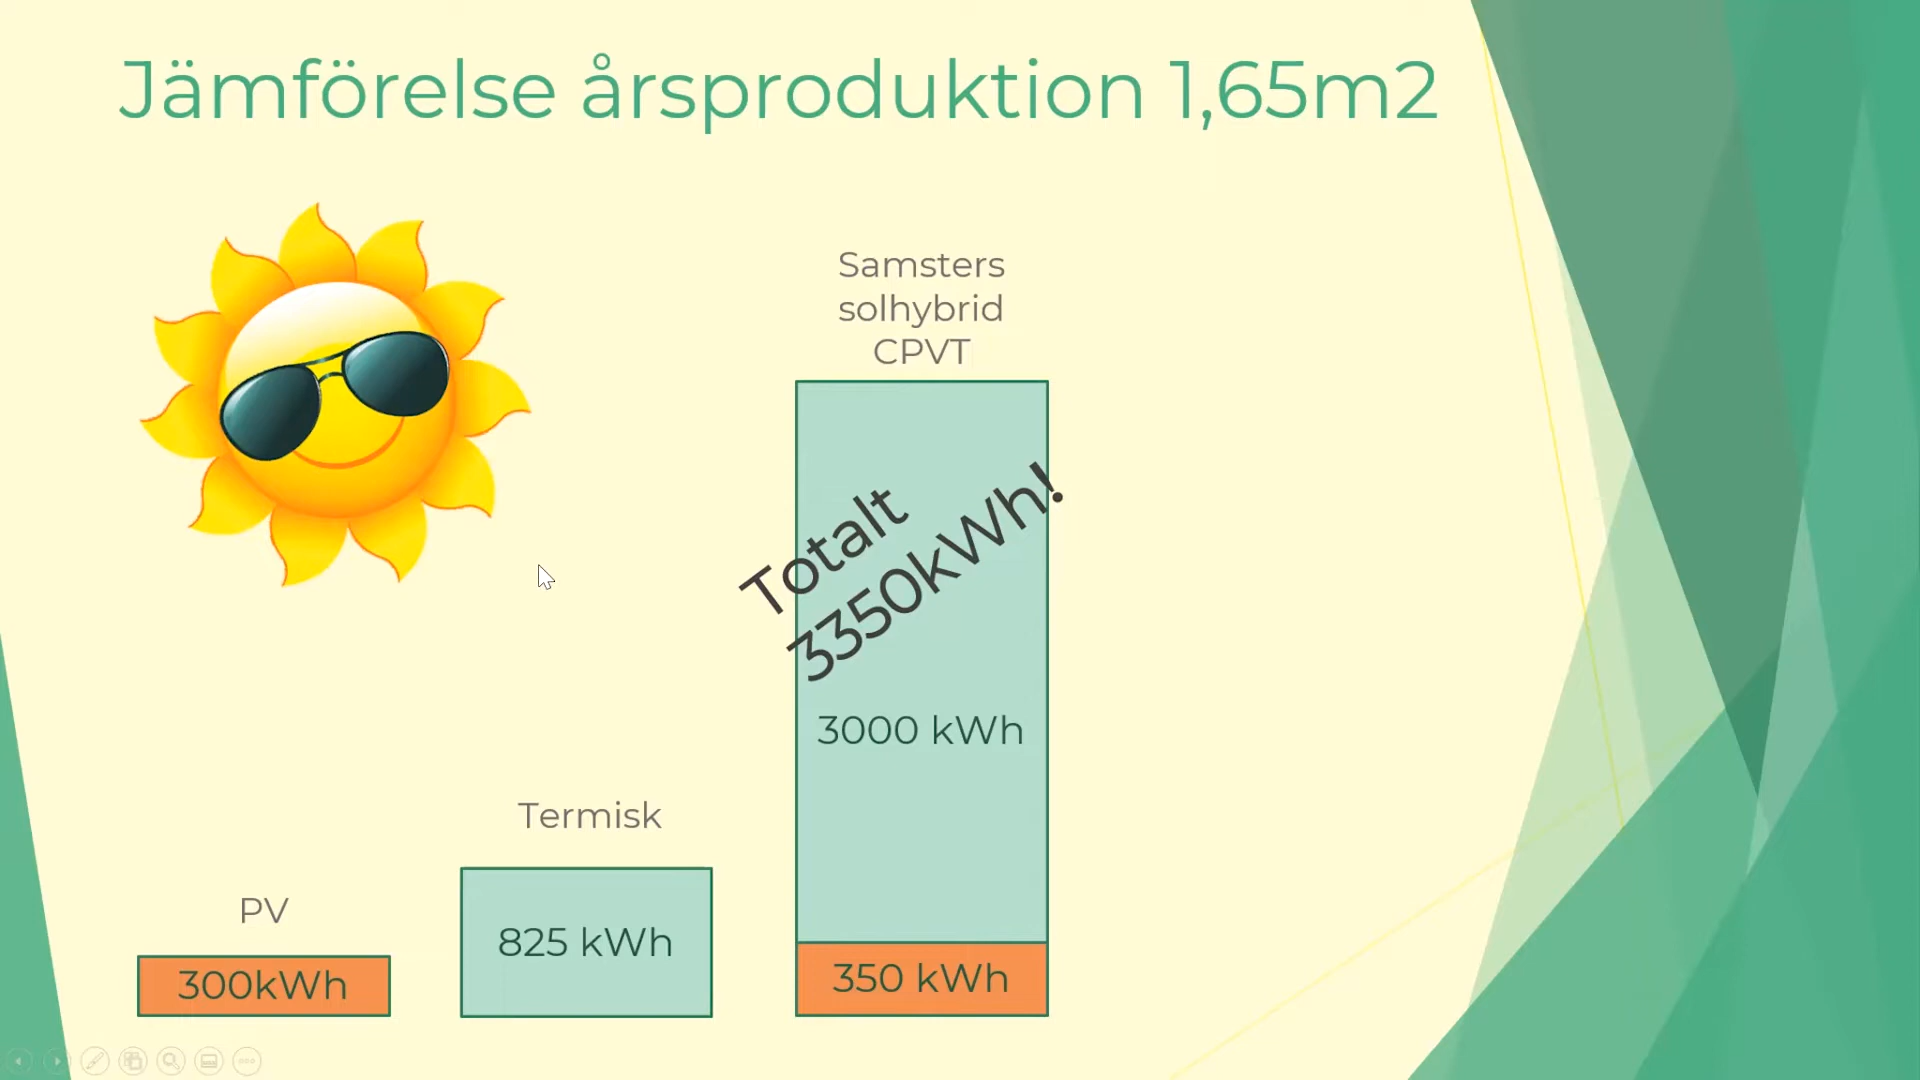 Jämförelse årsproduktion 1,65m2
Samsters
solhybrid
CPVT
Totalt
3350kWh!
3000 kWh
350 kWh
Termisk
825 kWh
PV
300kWh